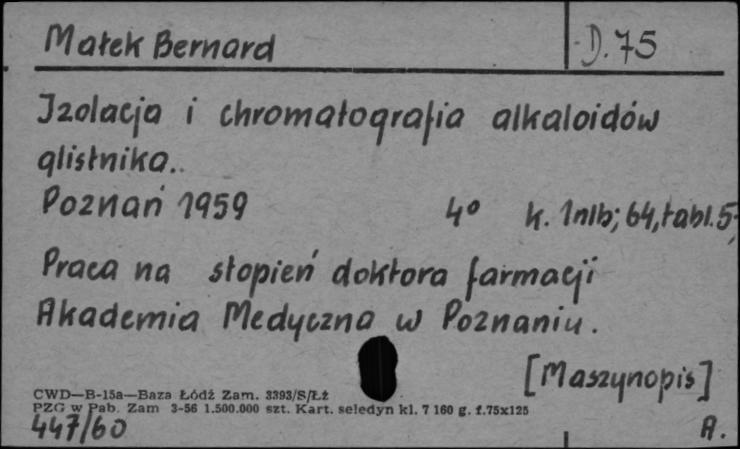 Małek Bernard
D.75
Izolacja i chromatografia alkaloidów
glistnika.
Poznań 1959 4° k. 1nlb; 64, tabl. 5;
Praca na stopień doktora farmacji
Akademia Medyczna w Poznaniu.
[Maszynopis]
CWD—B-15a—Baza Łódź Zam. 3393/S/Łż
PZG w Pab. Zam 3-56 1.500.000 szt. Kart. seledyn kl. 7 160 g. f.75x125
447/60
A.